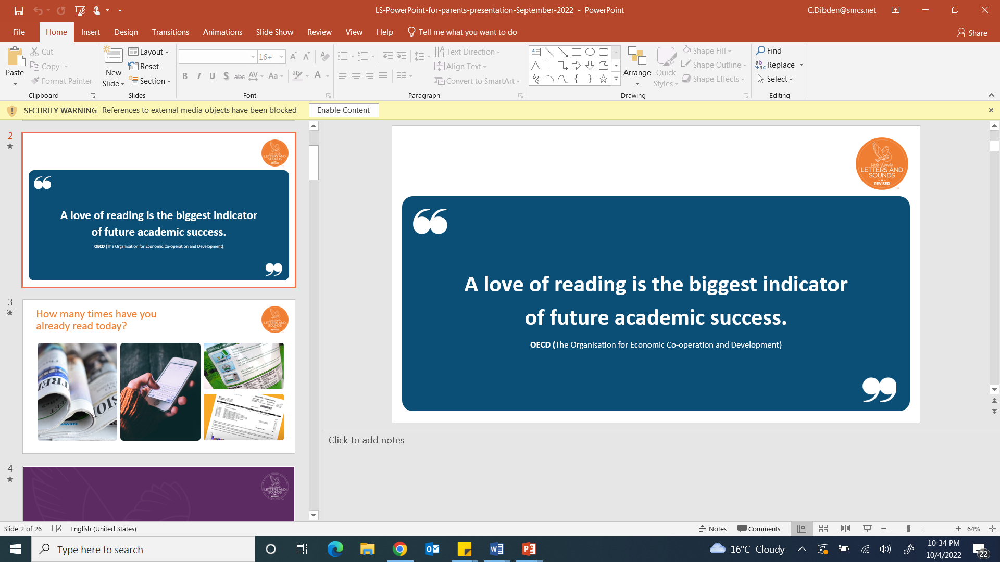 LS-PowerPoint-for-parents-presentation-September-2022 - PowerPoint
C.Dibden@smcs.net
File
Home
Insert
Design
Transitions
Animations
Slide Show
Review
View
Help
Tell me what you want to do
Share
Paste
Cut
Copy
Format Painter
Clipboard
New
Slide
Layout
Reset
Section
Slides
16+
B I U S abc AV Aa A
Font
Text Direction
Align Text
Convert to SmartArt
Paragraph
Arrange
Quick
Styles
Shape Fill
Shape Outline
Shape Effects
Drawing
Find
Replace
Select
Editing
SECURITY WARNING References to external media objects have been blocked
Enable Content
2
Little Wandle
LETTERS AND
SOUNDS
REVISED
A love of reading is the biggest indicator
of future academic success.
OECD (The Organisation for Economic Co-operation and Development)
3
How many times have you
already read today?
LETTERS AND
SOUNDS
REVISED
NEWS
Cooking Instructions
Stove Top
Steaming
Microwave
Nutrition
4
Little Wandle
LETTERS AND
SOUNDS
REVISED
Little Wandle
LETTERS AND
SOUNDS
REVISED
A love of reading is the biggest indicator
of future academic success.
OECD (The Organisation for Economic Co-operation and Development)
Click to add notes
Slide 2 of 26
English (United States)
Notes
Comments
64%
Type here to search
16°C Cloudy
10:34 PM
10/4/2022
22